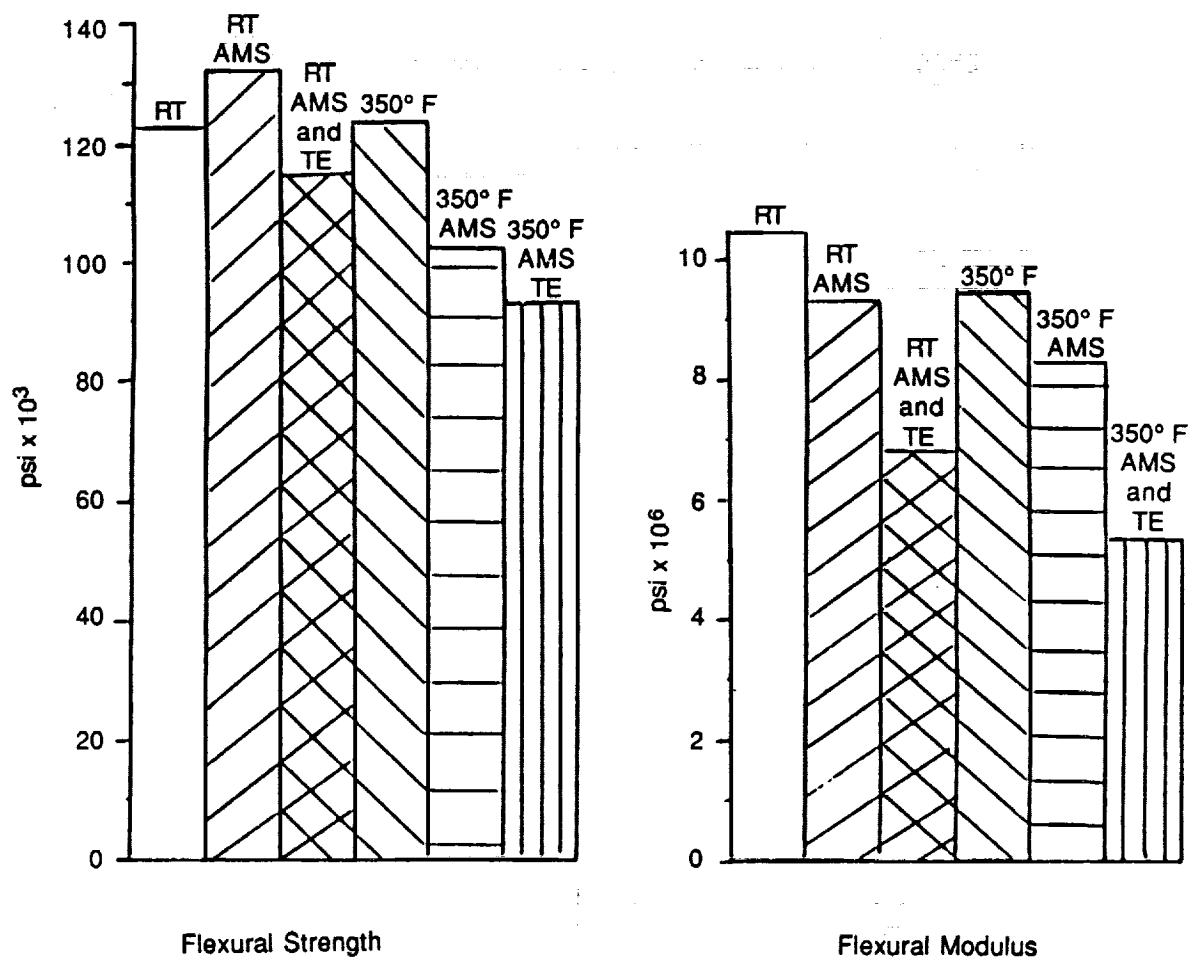 140
120
100
80
60
40
20
0
psi x 10³
RT
RT
AMS
RT
AMS
and
TE
350° F
350° F
AMS
350° F
AMS
TE
Flexural Strength
10
8
6
4
2
0
psi x 10⁶
RT
RT
AMS
RT
AMS
and
TE
350° F
350° F
AMS
350° F
AMS
and
TE
Flexural Modulus